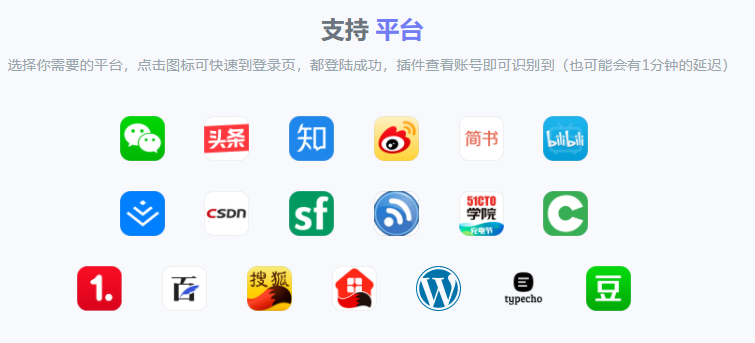 支持 平台
选择你需要的平台，点击图标可快速到登录页，都登陆成功，插件查看账号即可识别到（也可能会有1分钟的延迟）
头条
知
简书
bilibili
CSDN
sf
51CTO
学院
充电节
C
1.
百
搜狐
W
typecho
豆